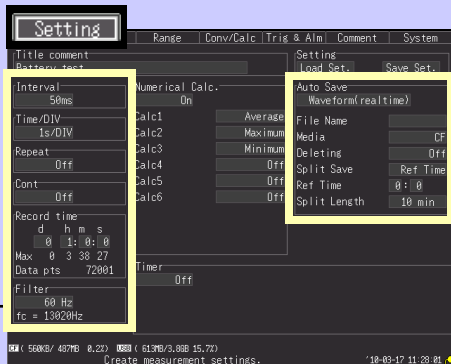 Setting
Range Conv/Calc Trig & Alm Comment System
Title comment
Battery test
Setting
Load Set. Save Set.
Interval
50ms
Time/DIV
1s/DIV
Repeat
Off
Cont
Off
Record time
d h m s
0 1: 0: 0
Max 0 3 38 27
Data pts 72001
Filter
60 Hz
fc = 13020Hz
Numerical Calc.
On
Calc1 Average
Calc2 Maximum
Calc3 Minimum
Calc4 Off
Calc5 Off
Calc6 Off
Timer
Off
Auto Save
Waveform(realtime)
File Name
Media CF
Deleting Off
Split Save Ref Time
Ref Time 0: 0
Split Length 10 min
CF ( 560KB/ 487MB 0.2%) USB ( 613MB/3.8GB 15.7%)
Create measurement settings. '10-03-17 11:28:01